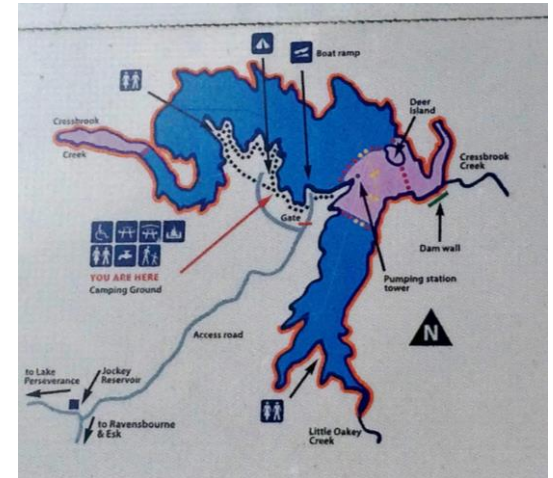 Boat ramp
Deer
Island
Cressbrook
Creek
Cressbrook
Creek
Gate
Dam wall
YOU ARE HERE
Camping Ground
Pumping station
tower
N
Access road
to Lake
Perseverance
Jockey
Reservoir
to Ravensbourne
& Esk
Little Oakey
Creek